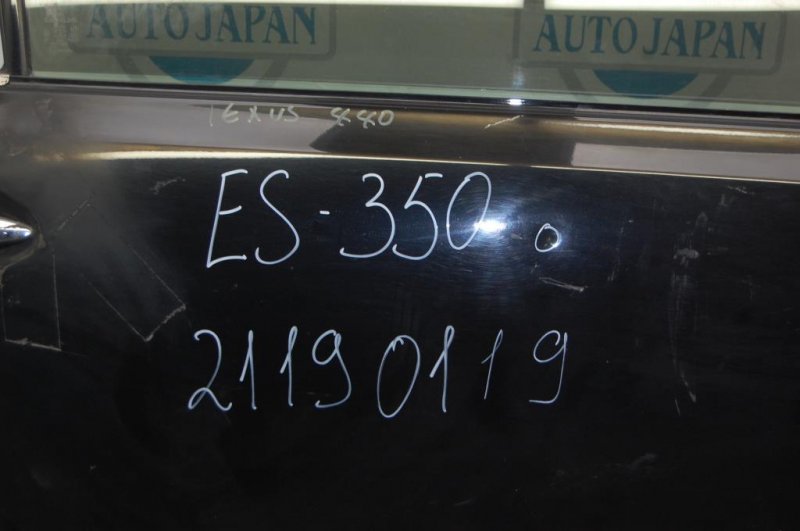 AUTO JAPAN AUTO JAPAN
LEXUS 440
ES-350
21190119